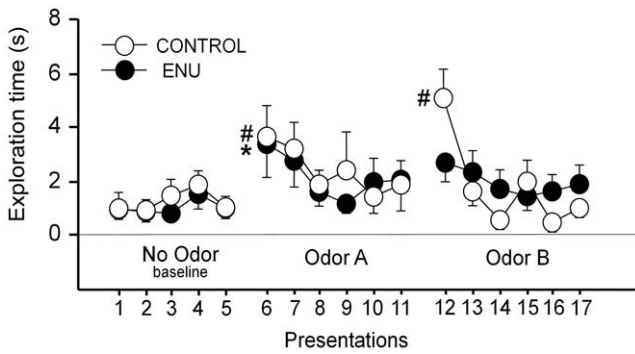 Exploration time (s)
8
6
4
2
0
CONTROL
ENU
#
*
#
No Odor
baseline
Odor A
Odor B
1 2 3 4 5 6 7 8 9 10 11 12 13 14 15 16 17
Presentations